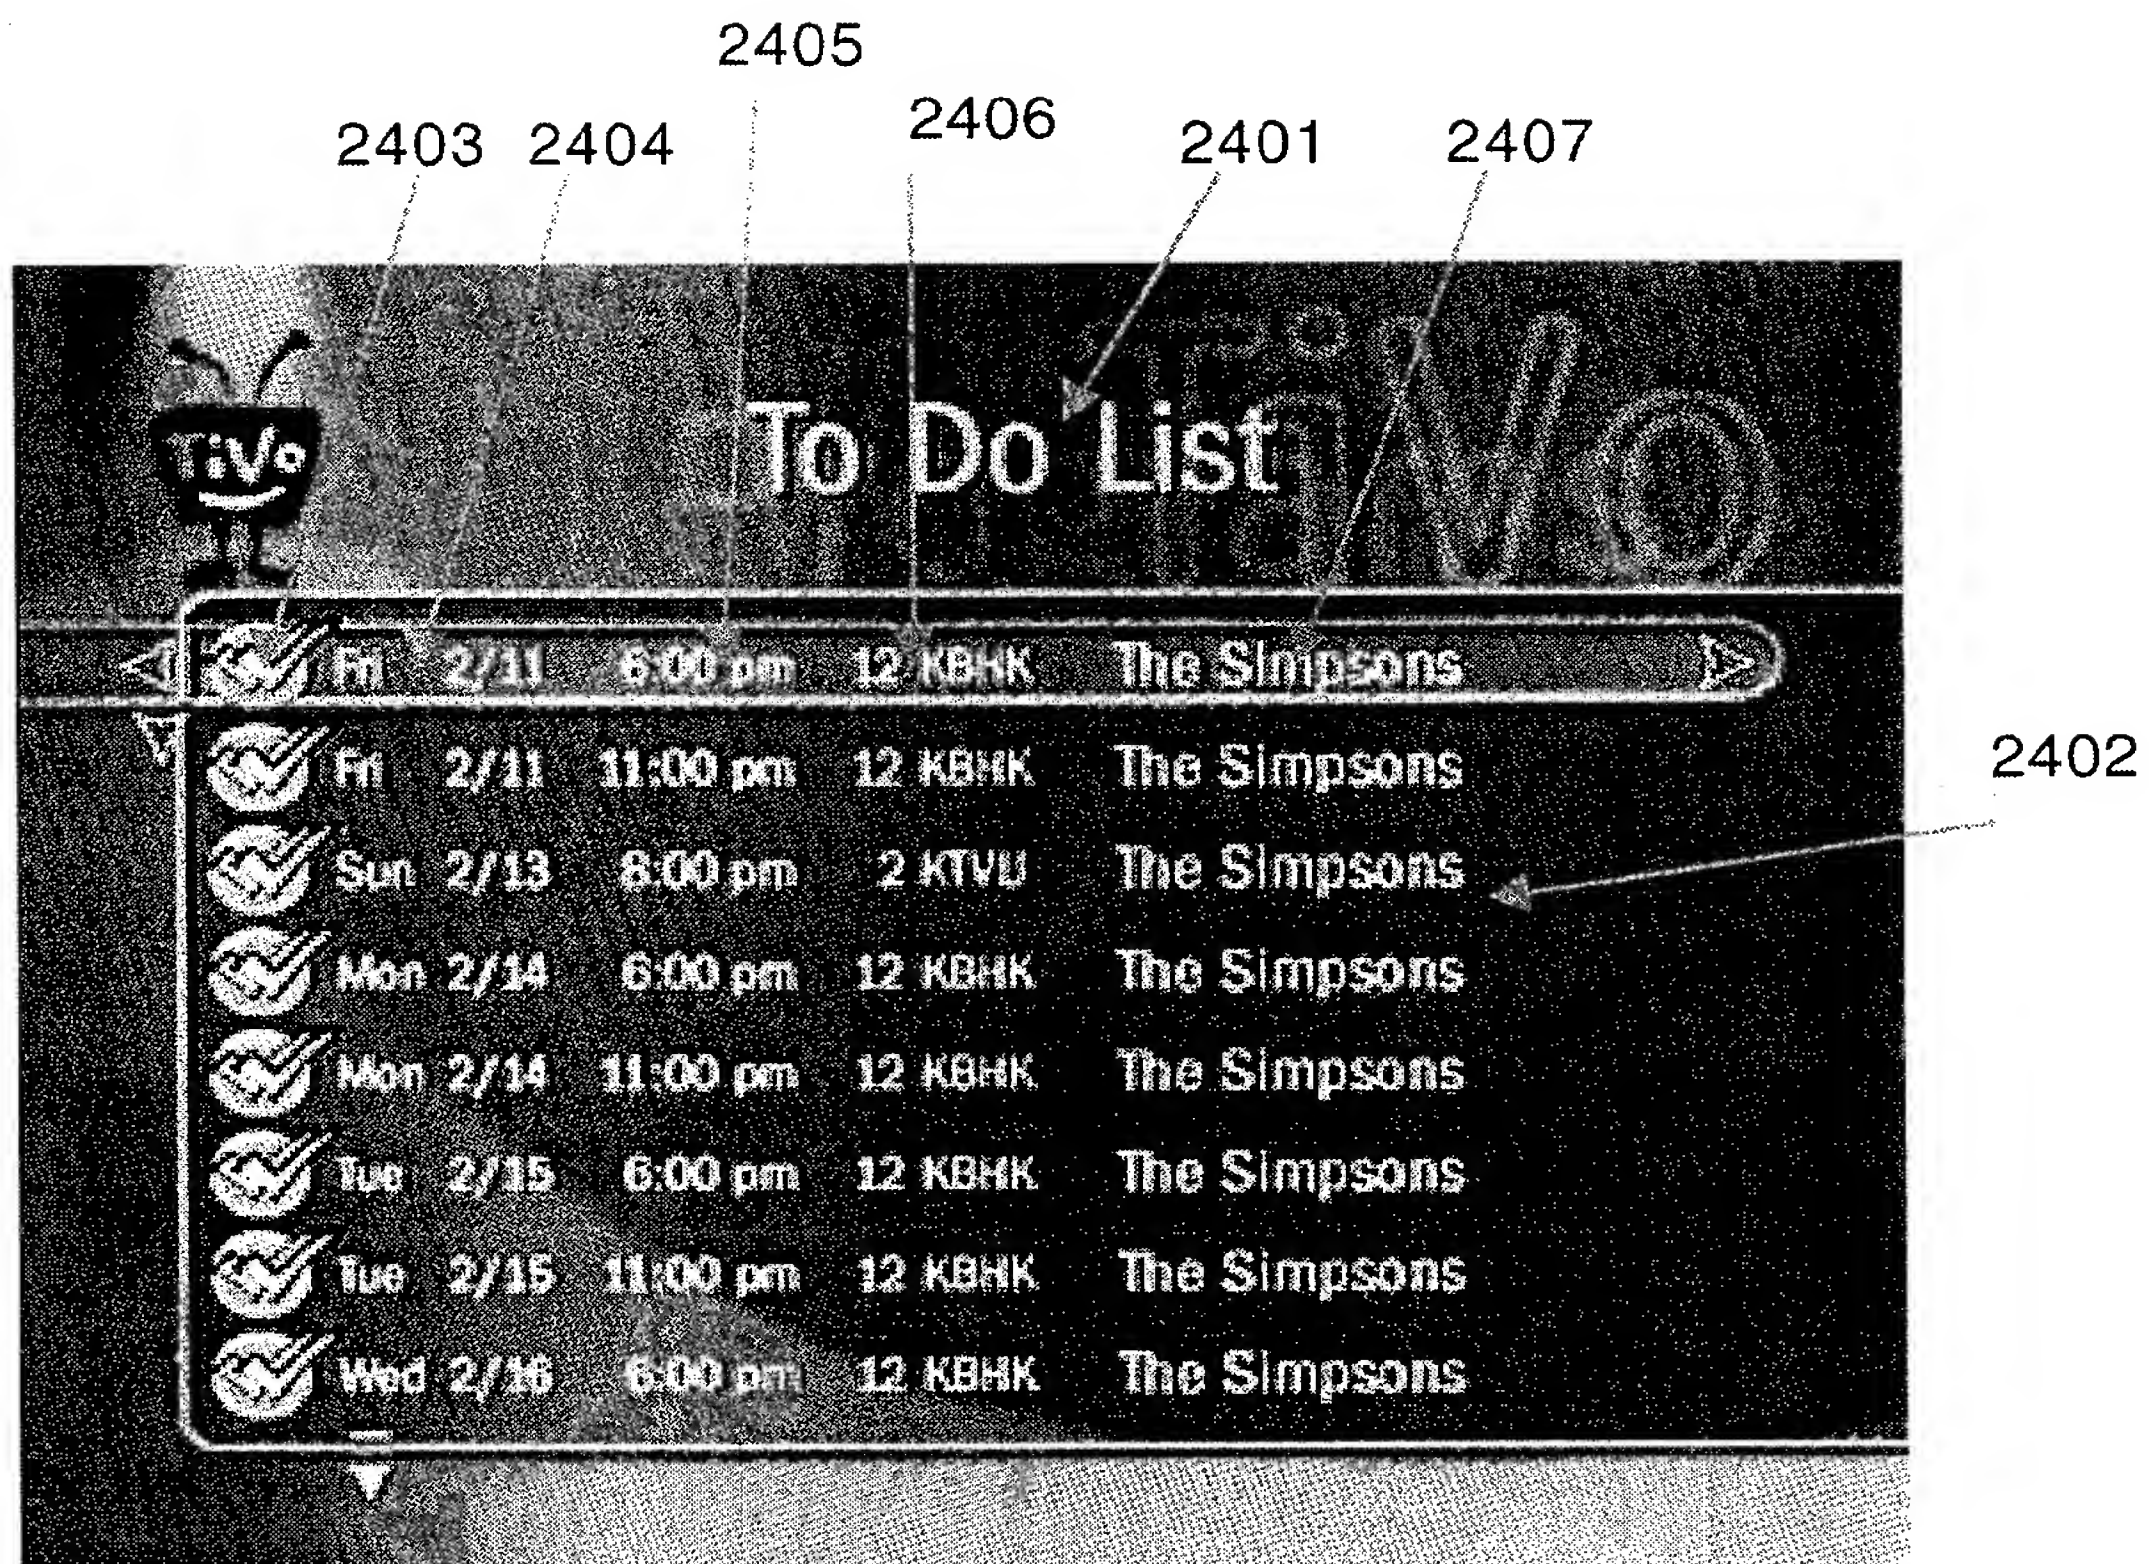 2405
2406
2403 2404 2401 2407
TiVo
TiVo
To Do List
Fri 2/11 6:00 pm 12 KBHK The Simpsons
Fri 2/11 11:00 pm 12 KBHK The Simpsons
2402
Sun 2/13 8:00 pm 2 KTVU The Simpsons
Mon 2/14 6:00 pm 12 KBHK The Simpsons
Mon 2/14 11:00 pm 12 KBHK The Simpsons
Tue 2/15 6:00 pm 12 KBHK The Simpsons
Tue 2/15 11:00 pm 12 KBHK The Simpsons
Wed 2/16 6:00 pm 12 KBHK The Simpsons